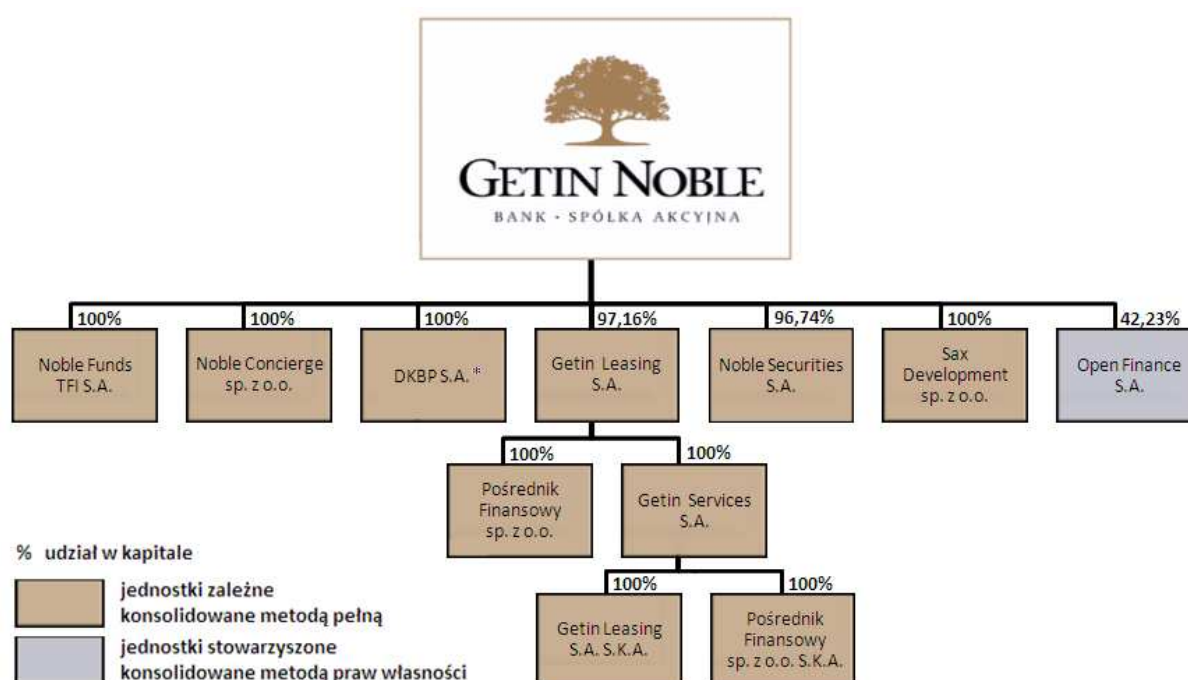 GETIN NOBLE
BANK - SPÓŁKA AKCYJNA
100%
100%
100%
97,16%
96,74%
100%
42,23%
Noble Funds
TFI S.A.
Noble Concierge
sp. z o.o.
DKBP S.A. *
Getin Leasing
S.A.
Noble Securities
S.A.
Sax
Development
sp. z o.o.
Open Finance
S.A.
100%
100%
Pośrednik
Finansowy
sp. z o.o.
Getin Services
S.A.
100%
100%
Getin Leasing
S.A. S.K.A.
Pośrednik
Finansowy
sp. z o.o. S.K.A.
% udział w kapitale
jednostki zależne
konsolidowane metodą pełną
jednostki stowarzyszone
konsolidowane metodą praw własności